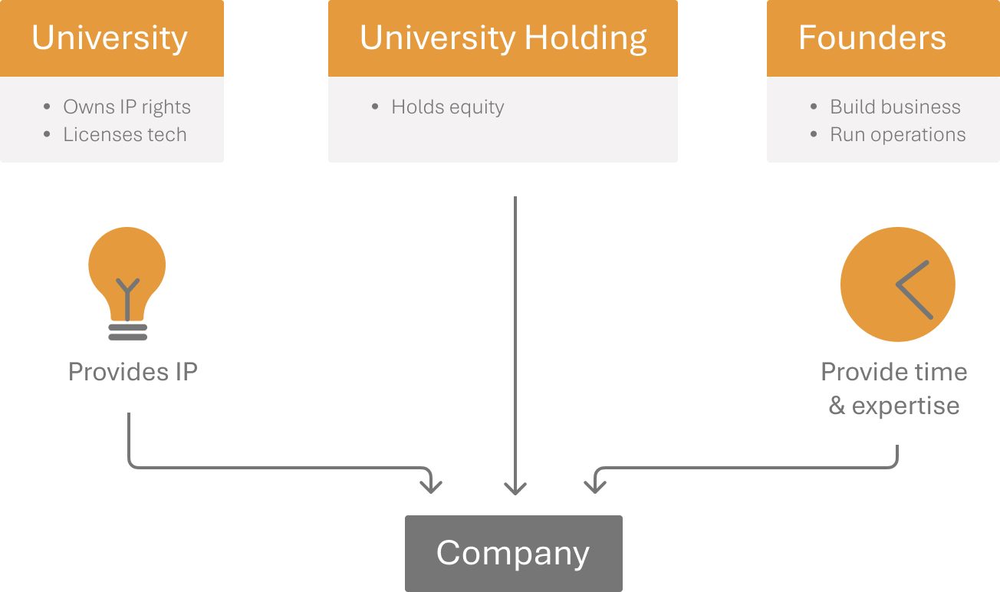 University
Owns IP rights
Licenses tech
University Holding
Holds equity
Founders
Build business
Run operations
Provides IP
Provide time
& expertise
Company